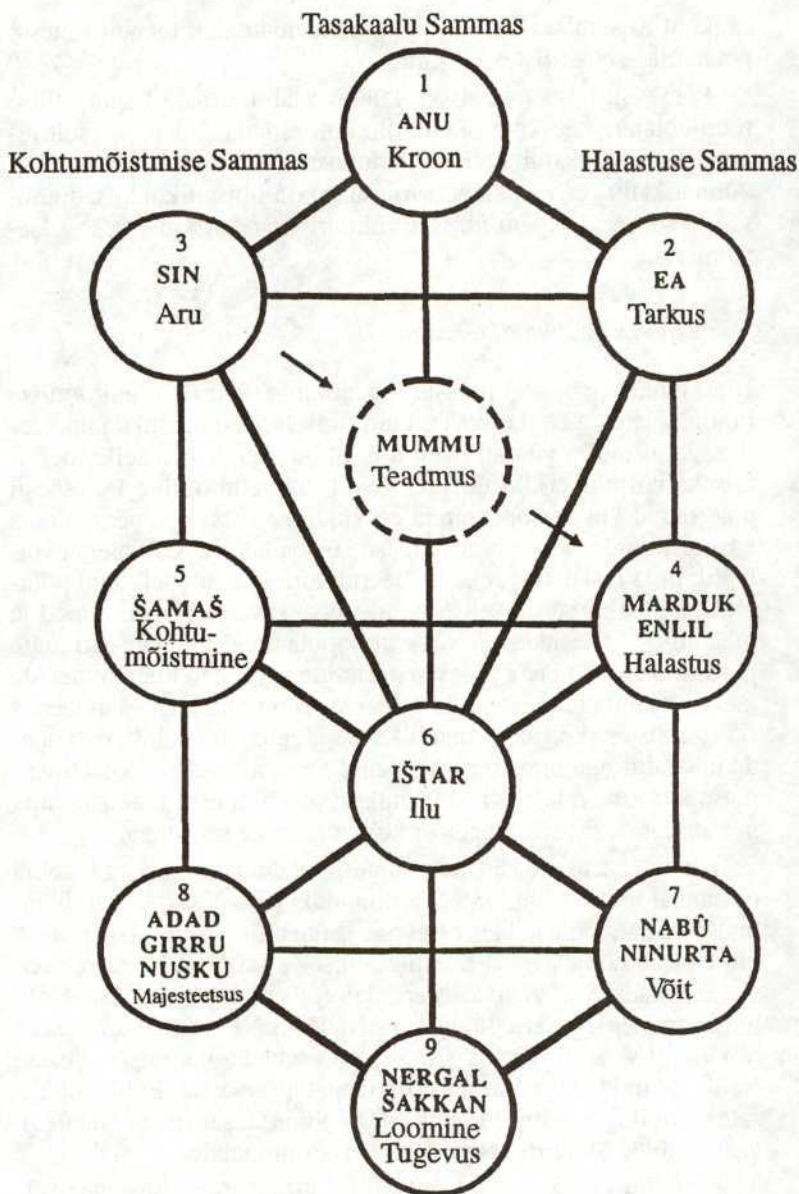 Tasakaalu Sammas
1
ANU
Kroon
Kohtumõistmise Sammas
Halastuse Sammas
3
SIN
Aru
2
EA
Tarkus
MUMMU
Teadmus
5
ŠAMAŠ
Kohtu-
mõistmine
4
MARDUK
ENLIL
Halastus
6
IŠTAR
Ilu
8
ADAD
GIRRU
NUSKU
Majesteetsus
7
NABÛ
NINURTA
Võit
9
NERGAL
ŠAKKAN
Loomine
Tugevus